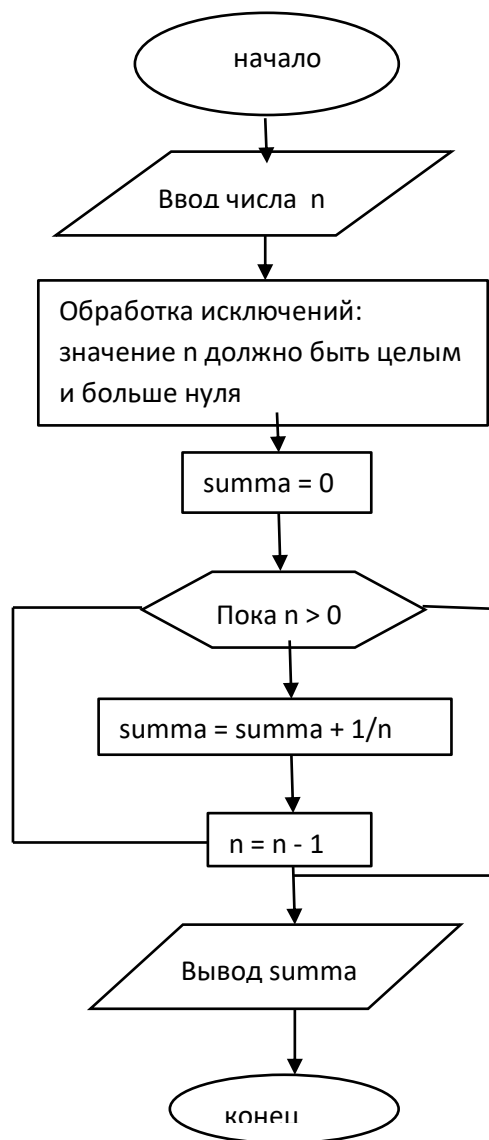 начало
Ввод числа n
Обработка исключений:
значение n должно быть целым
и больше нуля
summa = 0
Пока n > 0
summa = summa + 1/n
n = n - 1
Вывод summa
конец